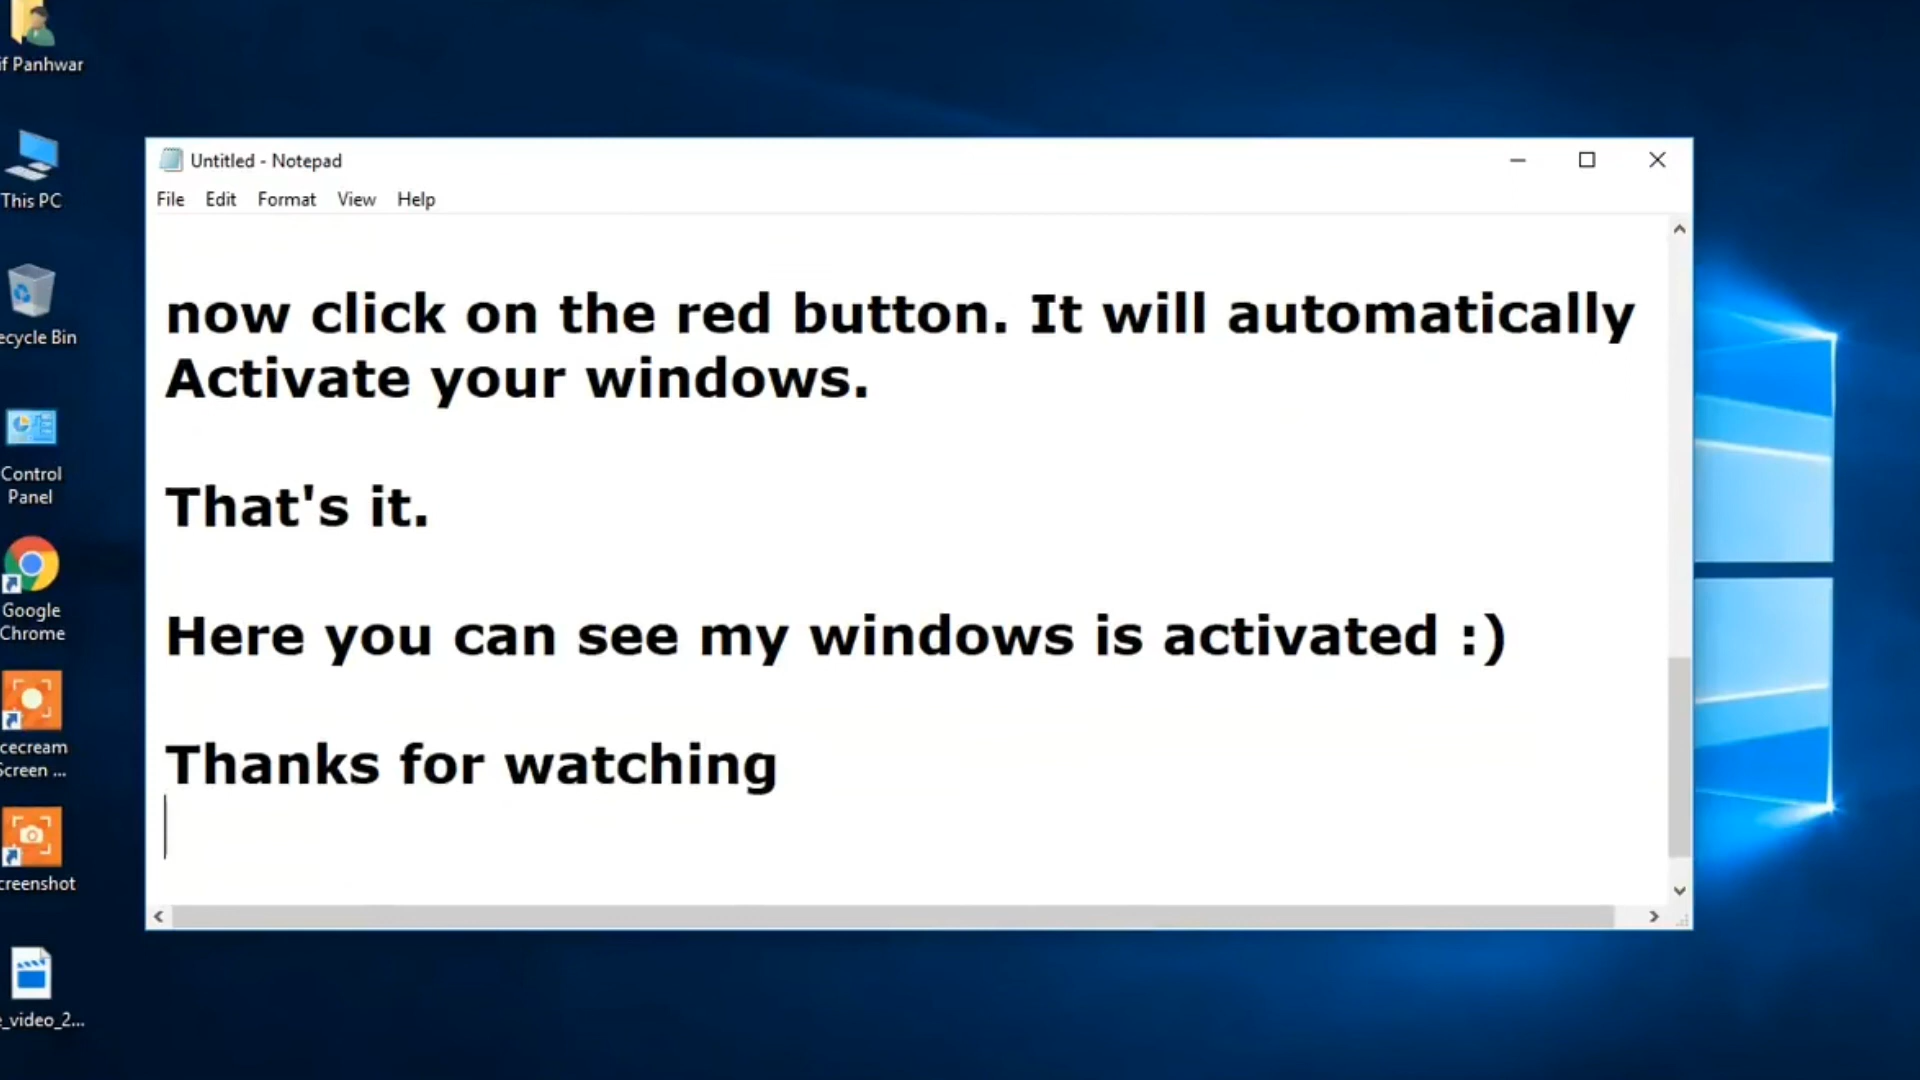 if Panhwar
This PC
ecycle Bin
Control
Panel
Google
Chrome
cecream
Screen ...
creenshot
_video_2...
Untitled - Notepad
File Edit Format View Help
now click on the red button. It will automatically
Activate your windows.
That's it.
Here you can see my windows is activated :)
Thanks for watching